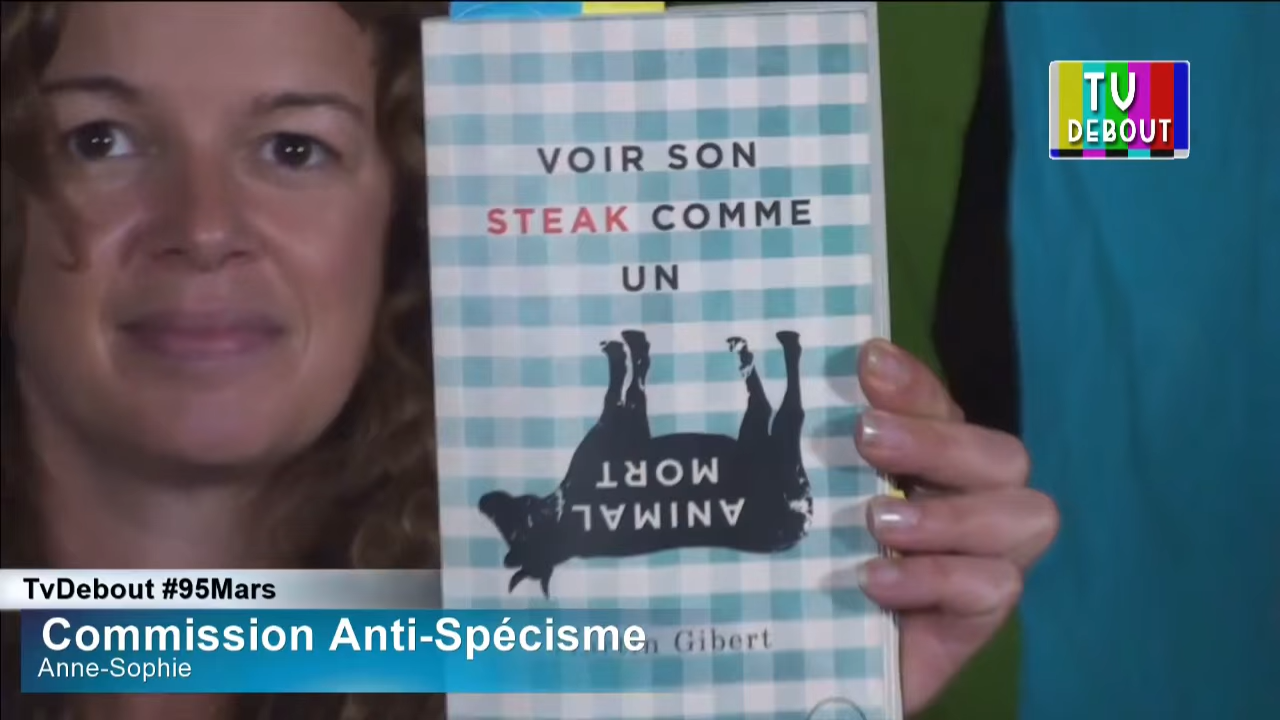 VOIR SON
STEAK COMME
UN
ANIMAL
MORT
Gibert
TV
DEBOUT
TvDebout #95Mars
Commission Anti-Spécisme
Anne-Sophie